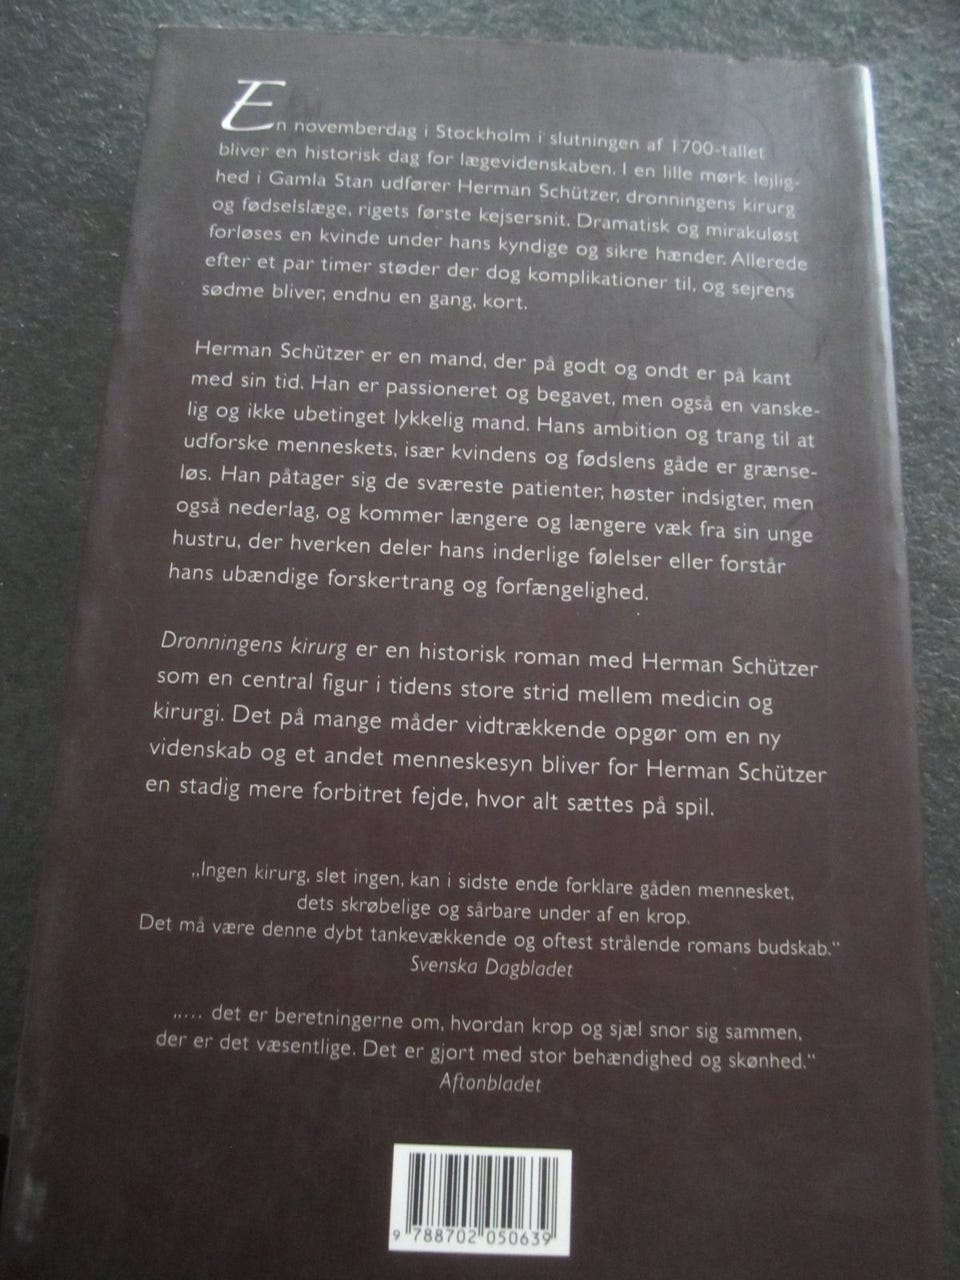 En novemberdag i Stockholm i slutningen af 1700-tallet
bliver en historisk dag for lægevidenskaben. I en lille mørk lejlig-
hed i Gamla Stan udfører Herman Schützer, dronningens kirurg
og fødselslæge, rigets første kejsersnit. Dramatisk og mirakuløst
forløses en kvinde under hans kyndige og sikre hænder. Allerede
efter et par timer støder der dog komplikationer til, og sejrens
sødme bliver, endnu en gang, kort.
Herman Schützer er en mand, der på godt og ondt er på kant
med sin tid. Han er passioneret og begavet, men også en vanske-
lig og ikke ubetinget lykkelig mand. Hans ambition og trang til at
udforske menneskets, især kvindens og fødslens gåde er grænse-
løs. Han påtager sig de sværeste patienter, høster indsigter, men
også nederlag, og kommer længere og længere væk fra sin unge
hustru, der hverken deler hans inderlige følelser eller forstår
hans ubændige forskertrang og forfængelighed.
Dronningens kirurg er en historisk roman med Herman Schützer
som en central figur i tidens store strid mellem medicin og
kirurgi. Det på mange måder vidtrækkende opgør om en ny
videnskab og et andet menneskesyn bliver for Herman Schützer
en stadig mere forbitret fejde, hvor alt sættes på spil.
„Ingen kirurg, slet ingen, kan i sidste ende forklare gåden mennesket,
dets skrøbelige og sårbare under af en krop.
Det må være denne dybt tankevækkende og oftest strålende romans budskab."
Svenska Dagbladet
„… det er beretningerne om, hvordan krop og sjæl snor sig sammen,
der er det væsentlige. Det er gjort med stor behændighed og skønhed."
Aftonbladet
9 788702 050639